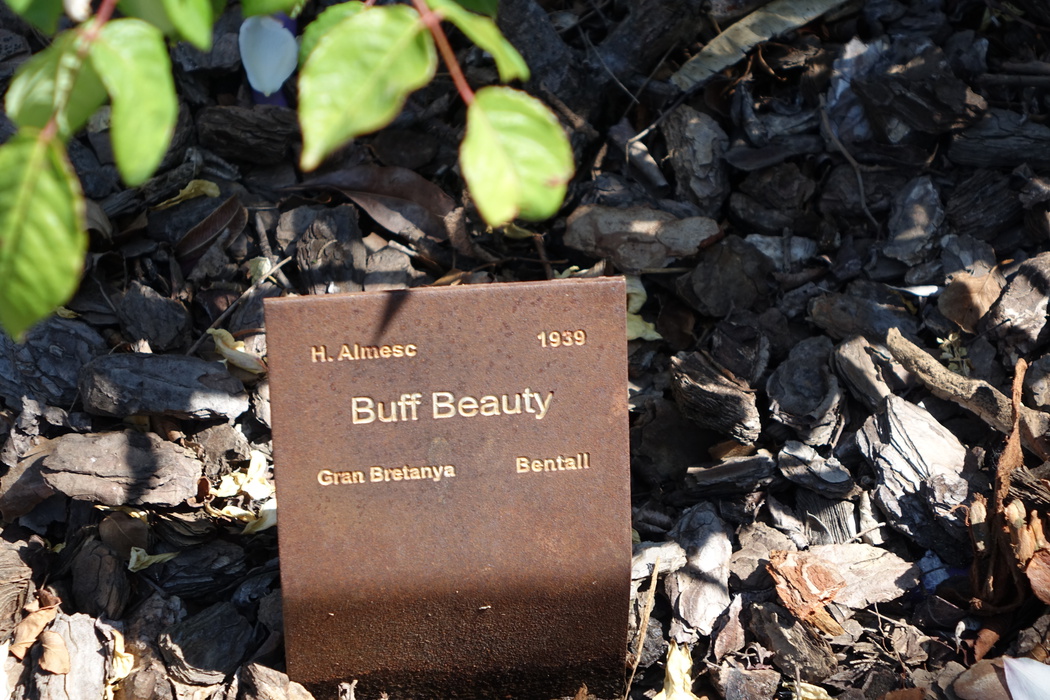 H. Almesc 1939
Buff Beauty
Gran Bretanya Bentall